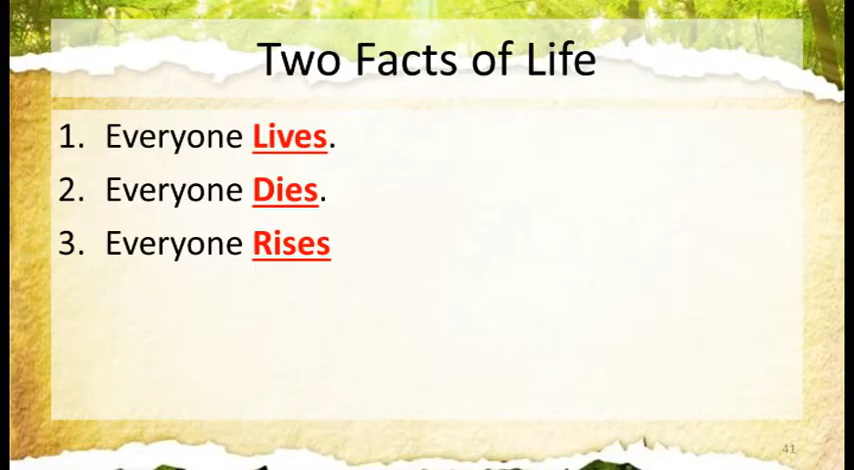 Two Facts of Life
1. Everyone Lives.
2. Everyone Dies.
3. Everyone Rises
41